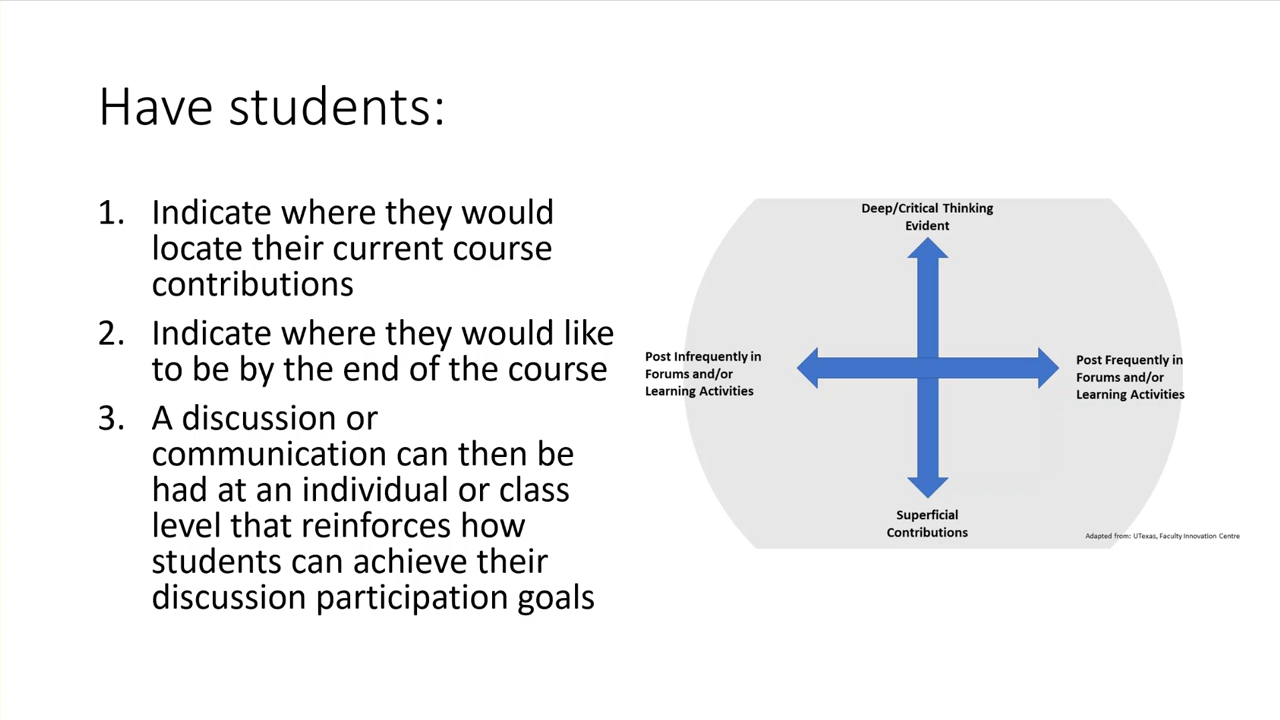 Have students:
1. Indicate where they would
locate their current course
contributions
2. Indicate where they would like
to be by the end of the course
3. A discussion or
communication can then be
had at an individual or class
level that reinforces how
students can achieve their
discussion participation goals
Deep/Critical Thinking
Evident
Post Infrequently in
Forums and/or
Learning Activities
Post Frequently in
Forums and/or
Learning Activities
Superficial
Contributions
Adapted from: UTexas, Faculty Innovation Centre